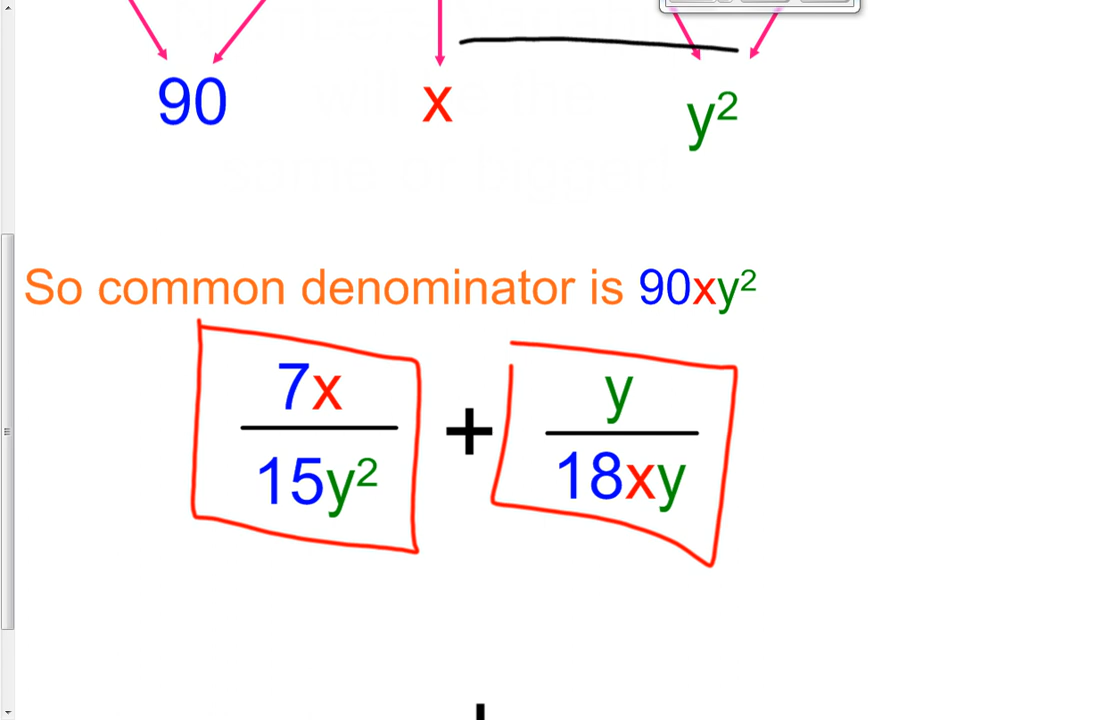 90 x y²
So common denominator is 90xy²
7x + y
15y² 18xy